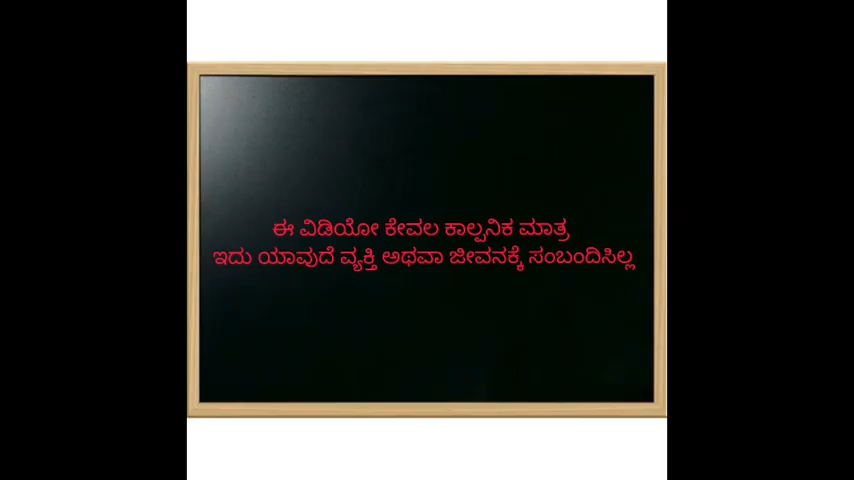 ಈ ವಿಡಿಯೋ ಕೇವಲ ಕಾಲ್ಪನಿಕ ಮಾತ್ರ
ಇದು ಯಾವುದೆ ವ್ಯಕ್ತಿ ಅಥವಾ ಜೀವನಕ್ಕೆ ಸಂಬಂದಿಸಿಲ್ಲ